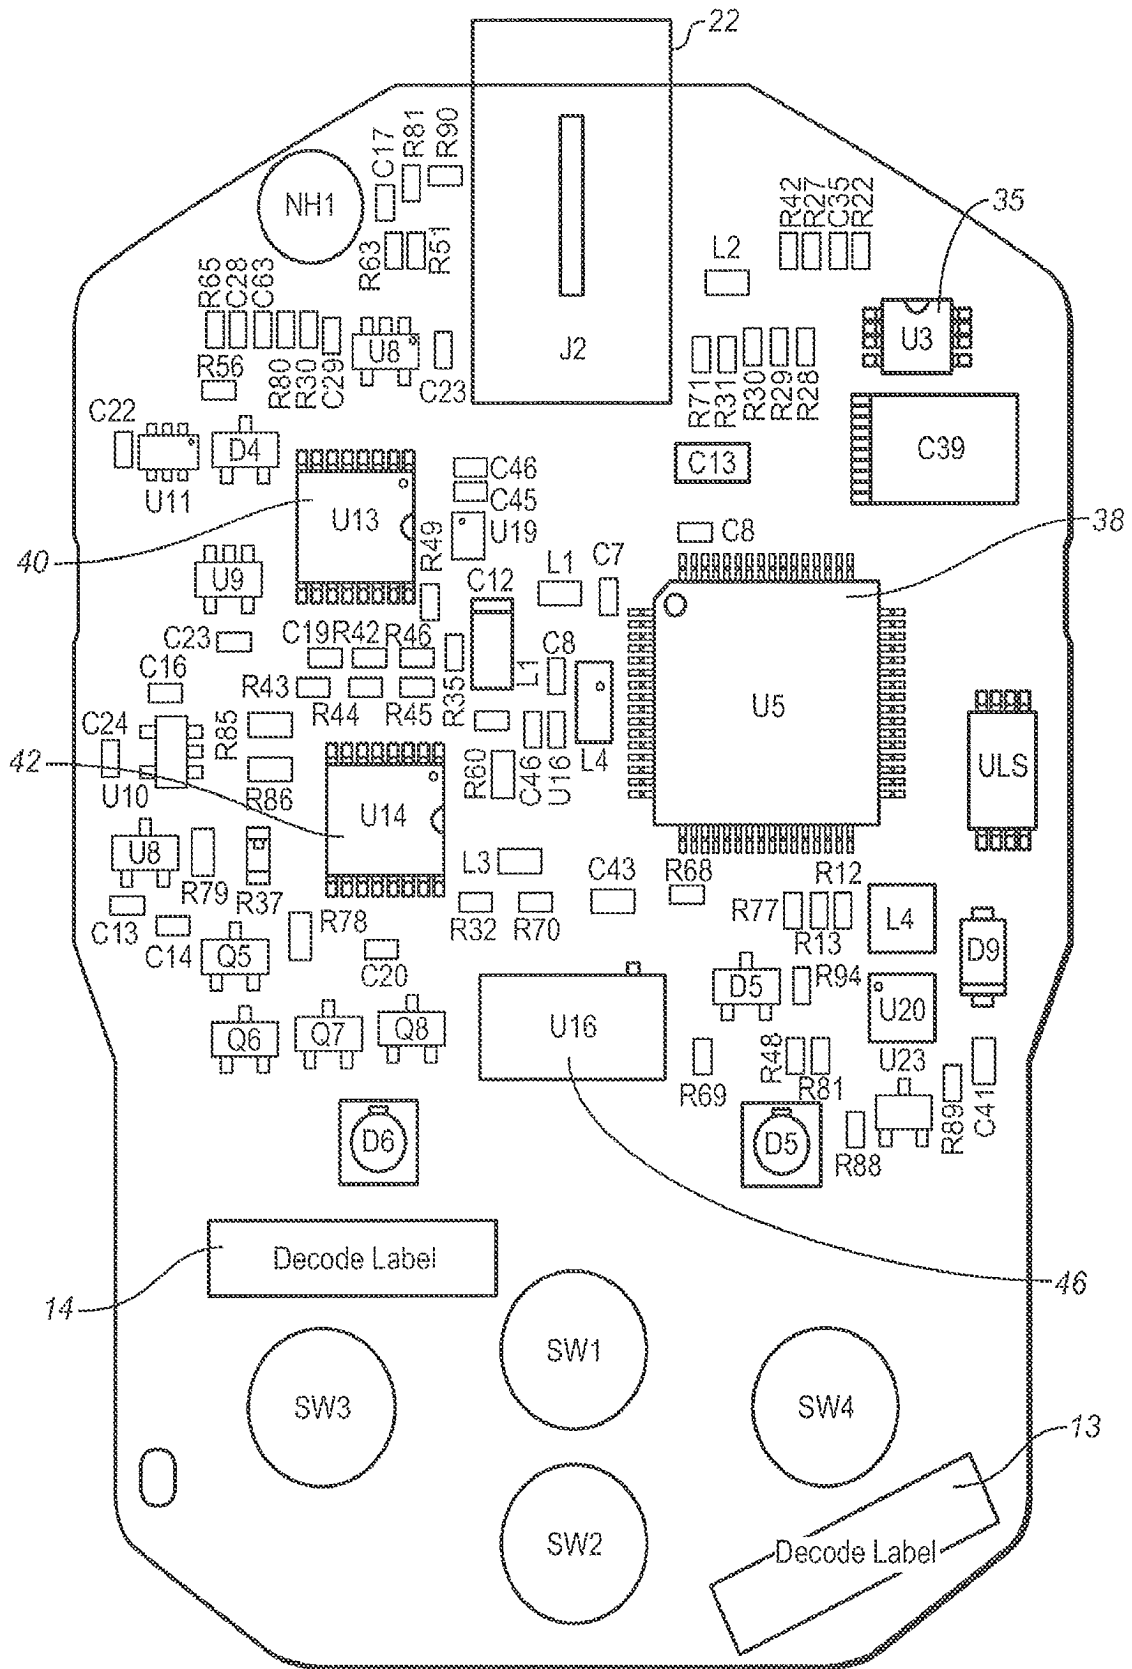 22
C17
R81
R90
NH1
R63
R51
R42
R27
C35
R22
35
L2
R65
C28
C63
U3
J2
U8
R56
R80
R30
C29
C23
R71
R31
R30
R29
R28
C22
D4
U11
C46
C45
C13
C39
U13
U19
R49
C8
38
40
U9
C12
L1
C7
C23
C19
R42
R46
C8
C16
R43
R44
R45
R35
L1
U5
C24
R85
42
U10
R86
R60
C46
U16
L4
ULS
U14
U8
R79
R37
L3
C43
R68
R12
C13
C14
R78
R32
R70
R77
R13
L4
D9
Q5
C20
D5
R94
U20
Q6
Q7
Q8
U16
R69
R48
R81
U23
R89
C41
D6
D5
R88
Decode Label
14
46
SW1
SW3
SW4
13
SW2
Decode Label